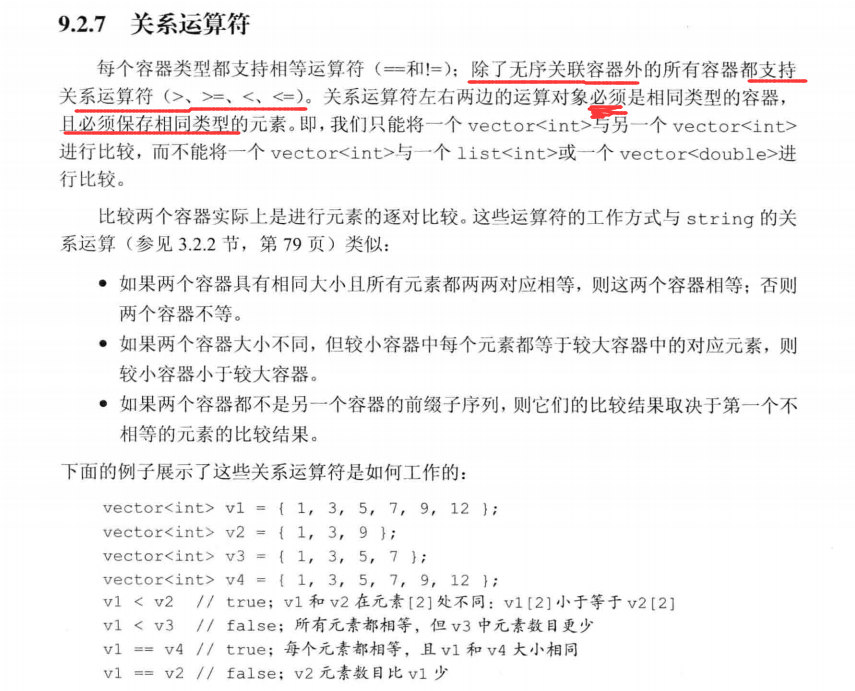 9.2.7 关系运算符
每个容器类型都支持相等运算符（==和!=）；除了无序关联容器外的所有容器都支持
关系运算符（>、>=、<、<=）。关系运算符左右两边的运算对象必须是相同类型的容器，
且必须保存相同类型的元素。即，我们只能将一个 vector<int>与另一个 vector<int>
进行比较，而不能将一个 vector<int>与一个 list<int>或一个 vector<double>进
行比较。
比较两个容器实际上是进行元素的逐对比较。这些运算符的工作方式与 string 的关
系运算（参见 3.2.2 节，第 79 页）类似：
• 如果两个容器具有相同大小且所有元素都两两对应相等，则这两个容器相等；否则
两个容器不等。
• 如果两个容器大小不同，但较小容器中每个元素都等于较大容器中的对应元素，则
较小容器小于较大容器。
• 如果两个容器都不是另一个容器的前缀子序列，则它们的比较结果取决于第一个不
相等的元素的比较结果。
下面的例子展示了这些关系运算符是如何工作的：
vector<int> v1 = { 1, 3, 5, 7, 9, 12 };
vector<int> v2 = { 1, 3, 9 };
vector<int> v3 = { 1, 3, 5, 7 };
vector<int> v4 = { 1, 3, 5, 7, 9, 12 };
v1 < v2 // true；v1 和 v2 在元素[2]处不同：v1[2]小于等于 v2[2]
v1 < v3 // false；所有元素都相等，但 v3 中元素数目更少
v1 == v4 // true；每个元素都相等，且 v1 和 v4 大小相同
v1 == v2 // false；v2 元素数目比 v1 少